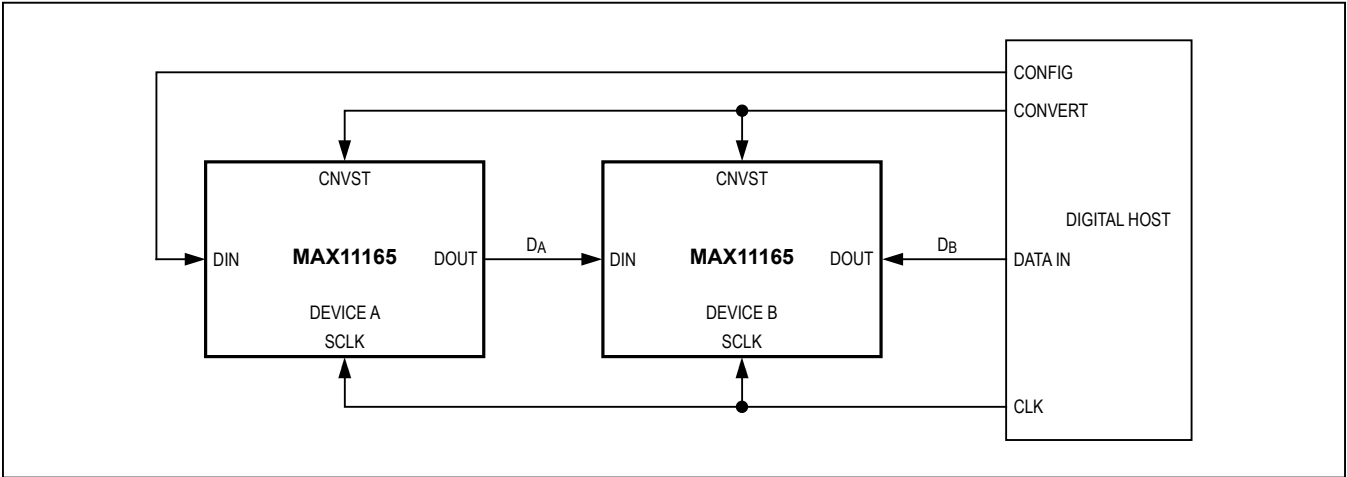 CONFIG
CONVERT
CNVST
CNVST
DIGITAL HOST
DIN
MAX11165
DOUT
DA
DIN
MAX11165
DOUT
DB
DATA IN
DEVICE A
DEVICE B
SCLK
SCLK
CLK